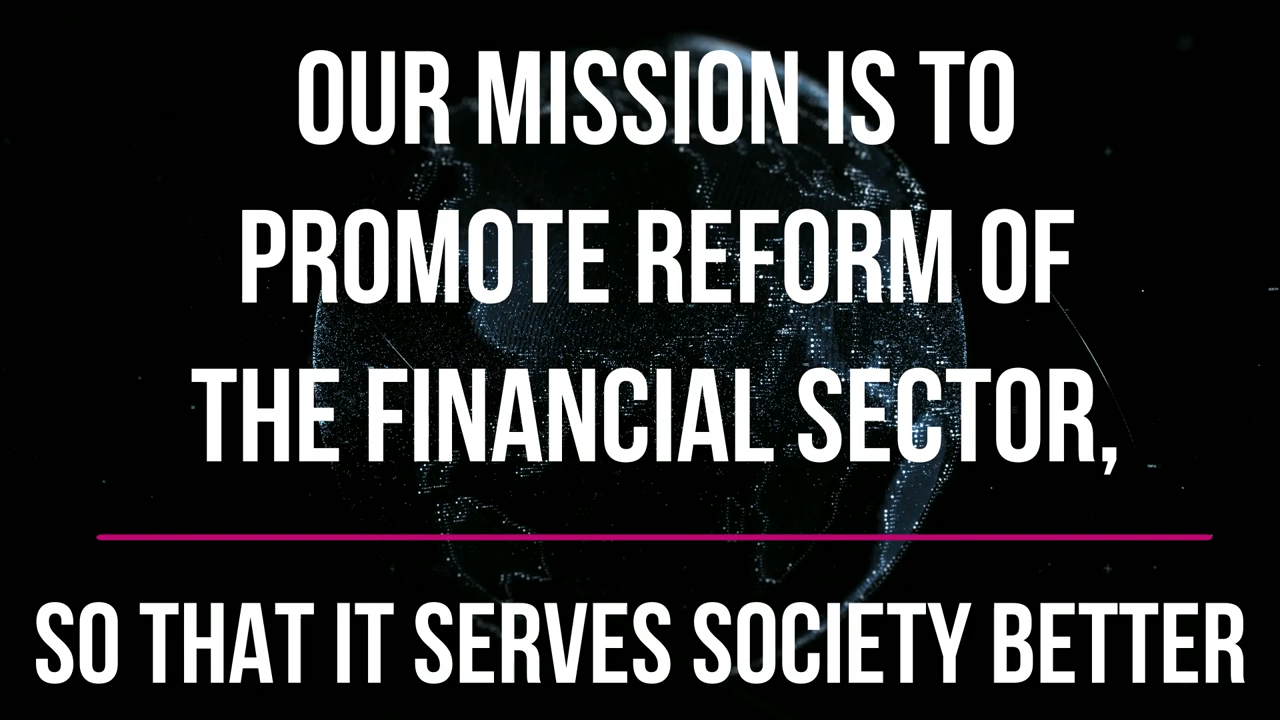 OUR MISSION IS TO
PROMOTE REFORM OF
THE FINANCIAL SECTOR,
SO THAT IT SERVES SOCIETY BETTER